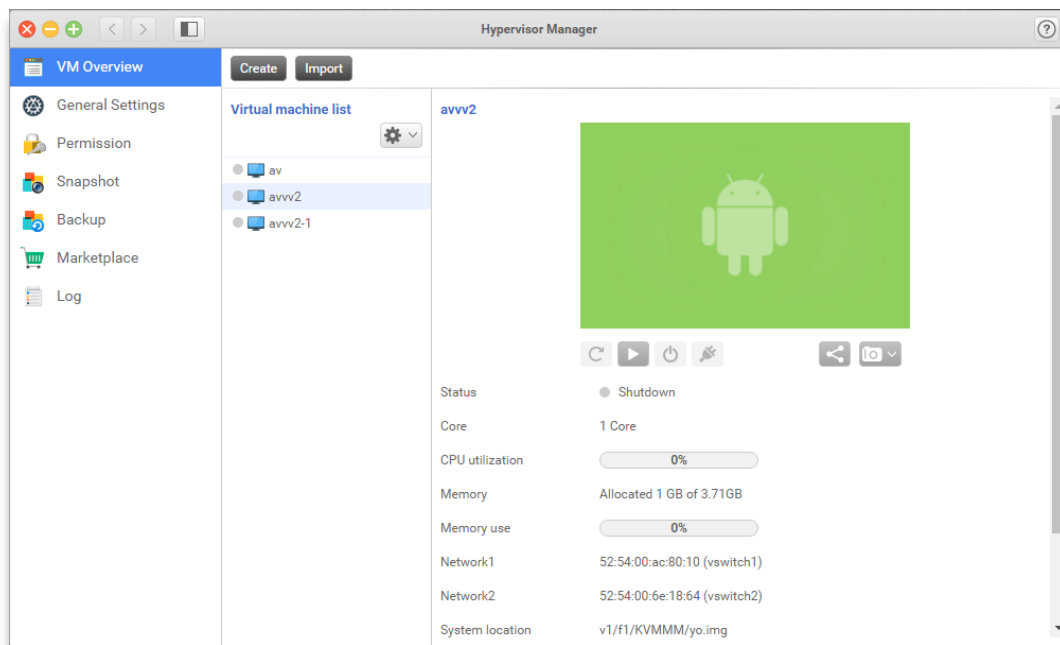 Hypervisor Manager
VM Overview
General Settings
Permission
Snapshot
Backup
Marketplace
Log
Create
Import
Virtual machine list
av
avvv2
avvv2-1
avvv2
Status
Shutdown
Core
1 Core
CPU utilization
0%
Memory
Allocated 1 GB of 3.71GB
Memory use
0%
Network1
52:54:00:ac:80:10 (vswitch1)
Network2
52:54:00:6e:18:64 (vswitch2)
System location
v1/f1/KVMMM/yo.img